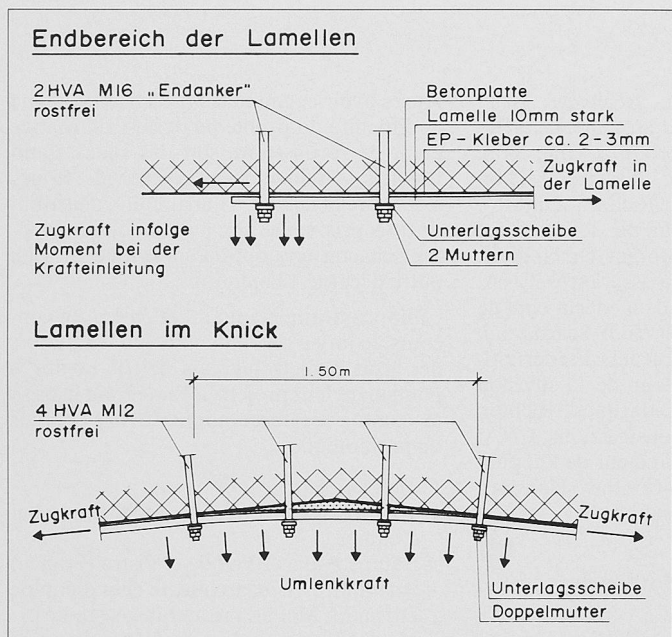 Endbereich der Lamellen
2HVA M16 „Endanker"
rostfrei
Betonplatte
Lamelle 10mm stark
EP-Kleber ca. 2-3mm
Zugkraft in
der Lamelle
Zugkraft infolge
Moment bei der
Krafteinleitung
Unterlagsscheibe
2 Muttern
Lamellen im Knick
1.50m
4 HVA M12
rostfrei
Zugkraft
Zugkraft
Umlenkkraft
Unterlagsscheibe
Doppelmutter